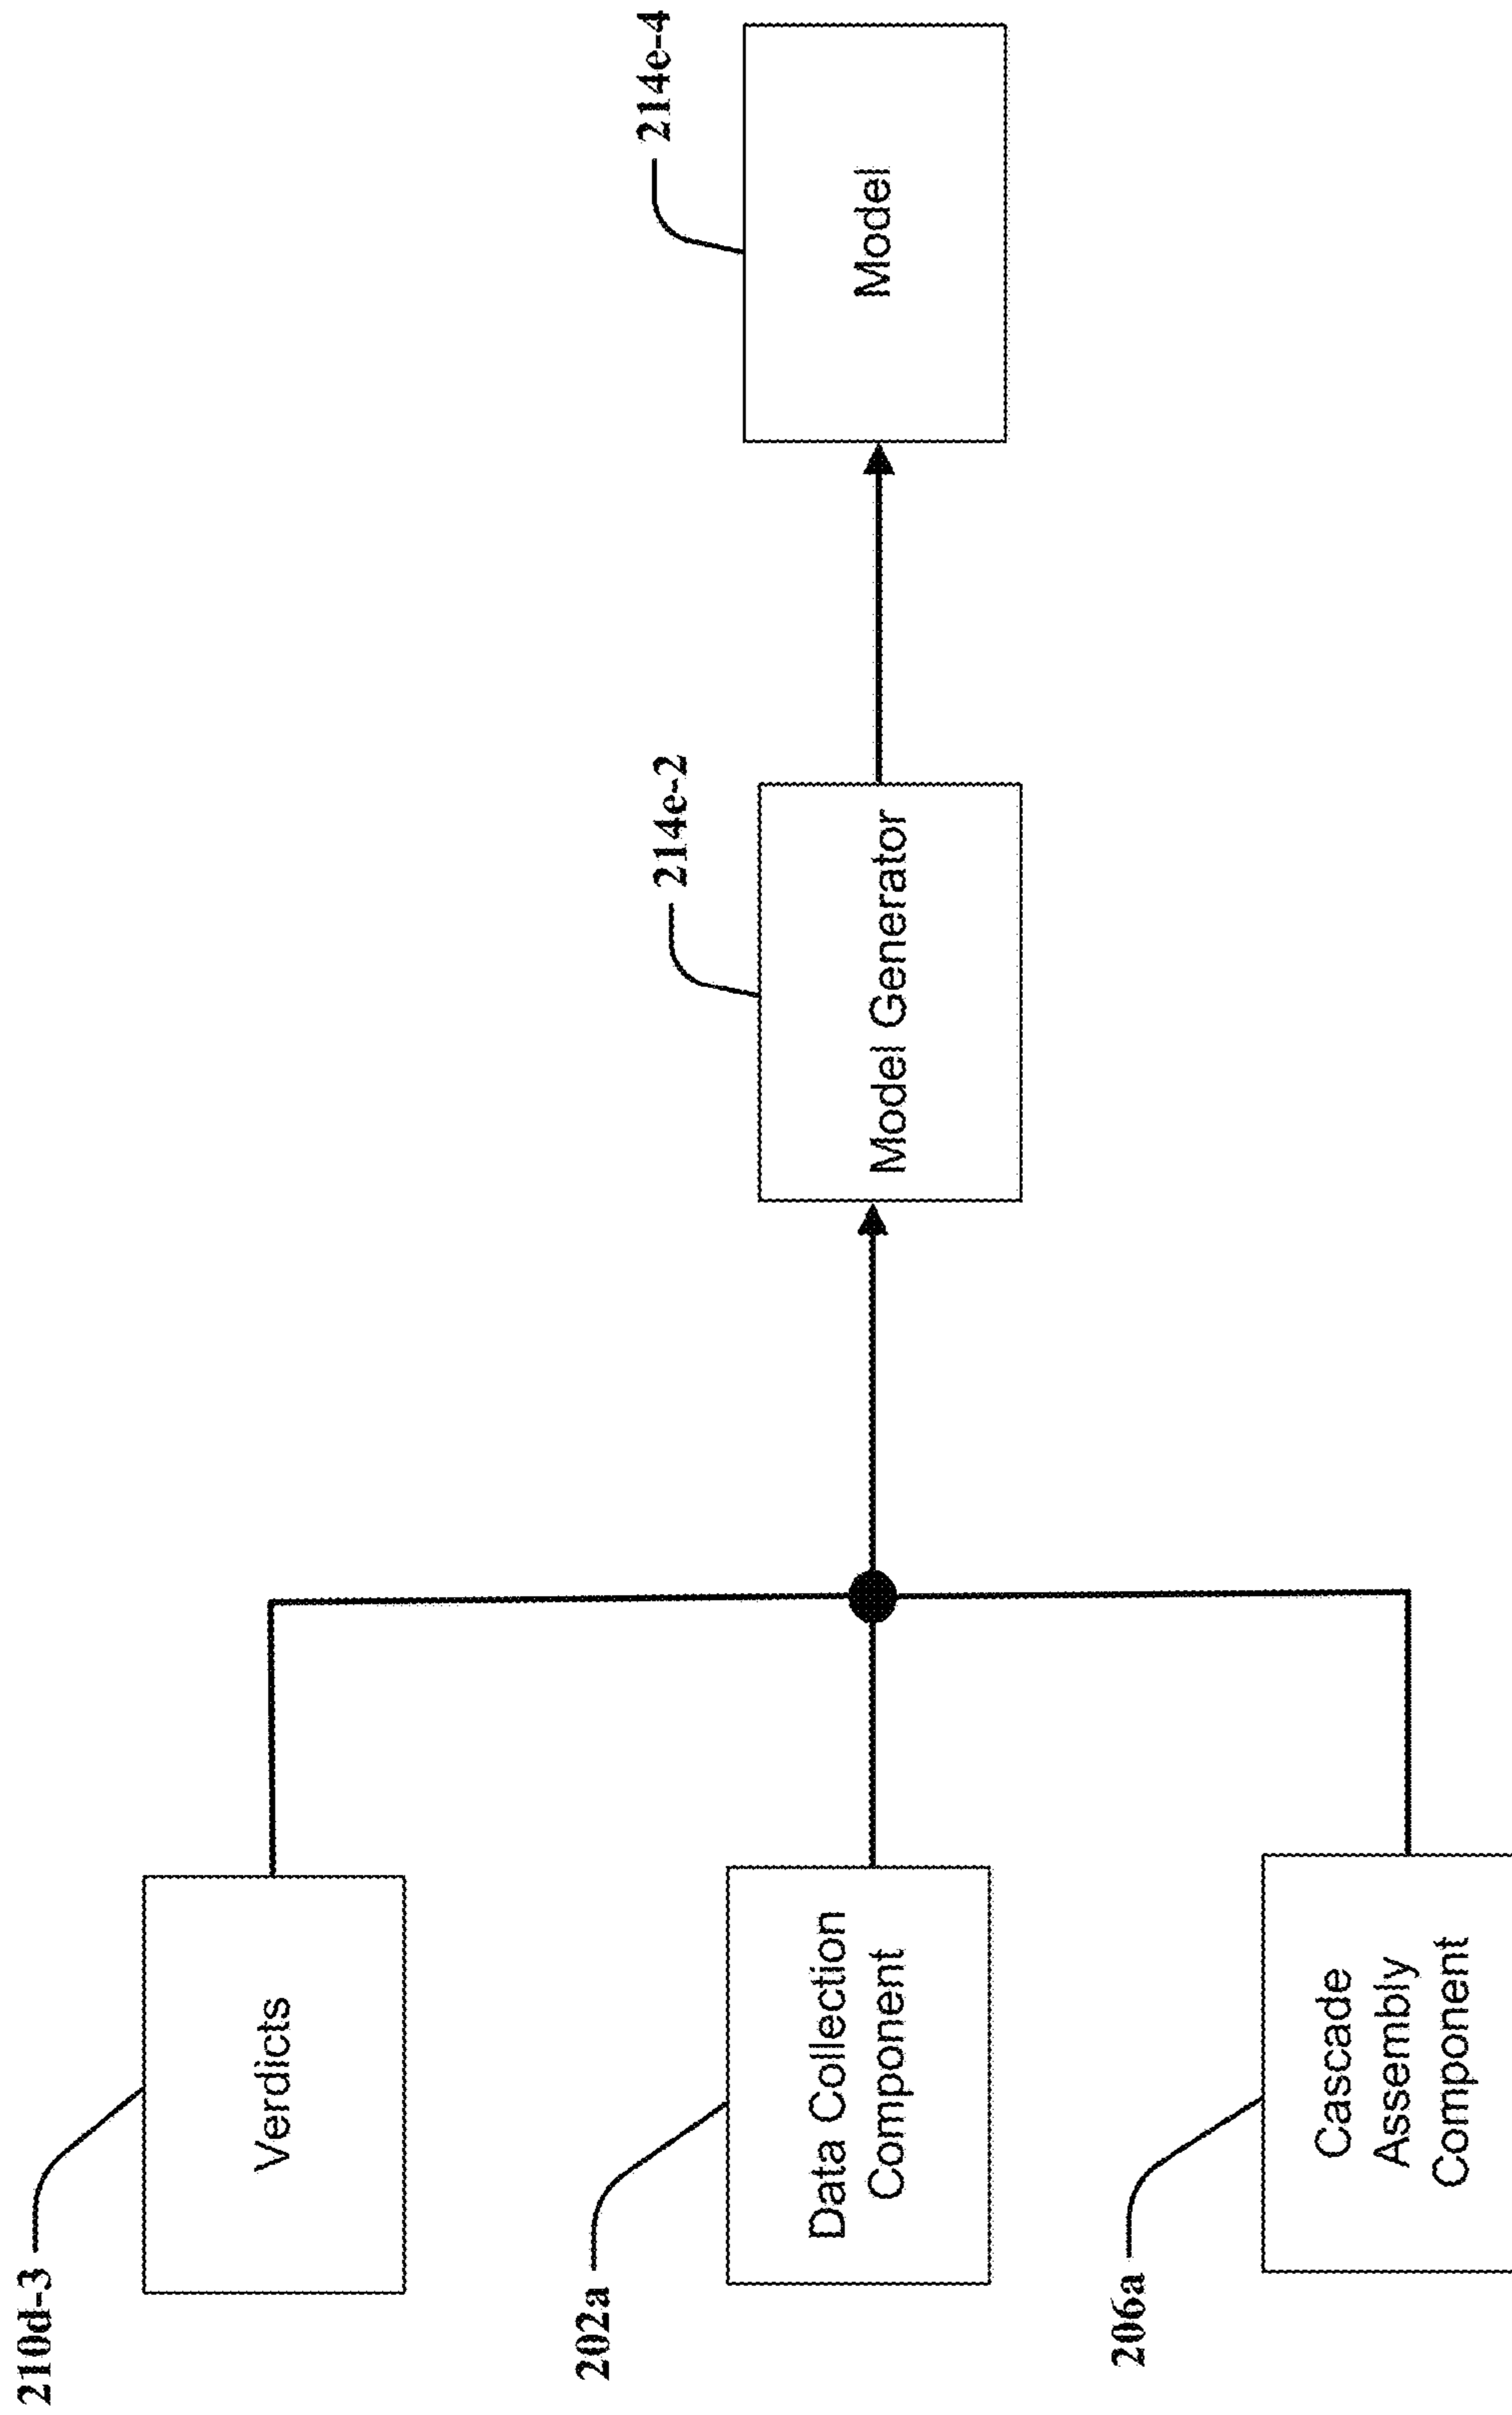 210d-3
Verdicts
202a
Data Collection
Component
206a
Cascade
Assembly
Component
214e-2
Model Generator
214e-4
Model